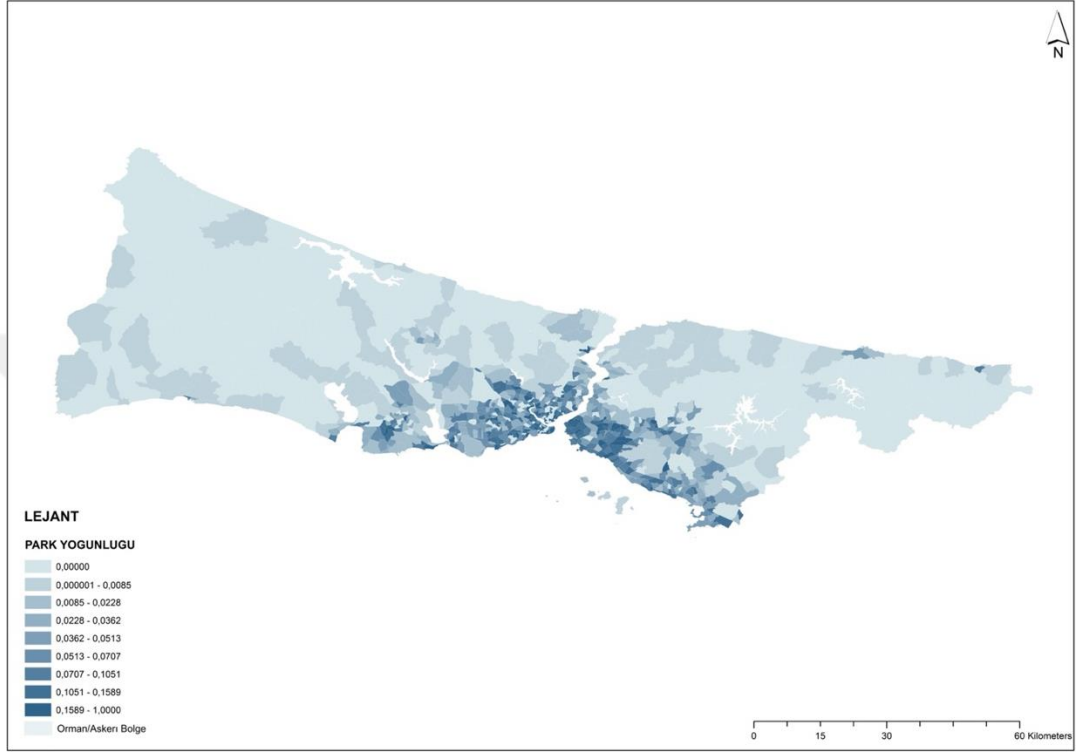 N
LEJANT
PARK YOGUNLUGU
0,00000
0,000001 - 0,0085
0,0085 - 0,0228
0,0228 - 0,0362
0,0362 - 0,0513
0,0513 - 0,0707
0,0707 - 0,1051
0,1051 - 0,1589
0,1589 - 1,0000
Orman/Askerı Bolge
0 15 30 60 Kilometers